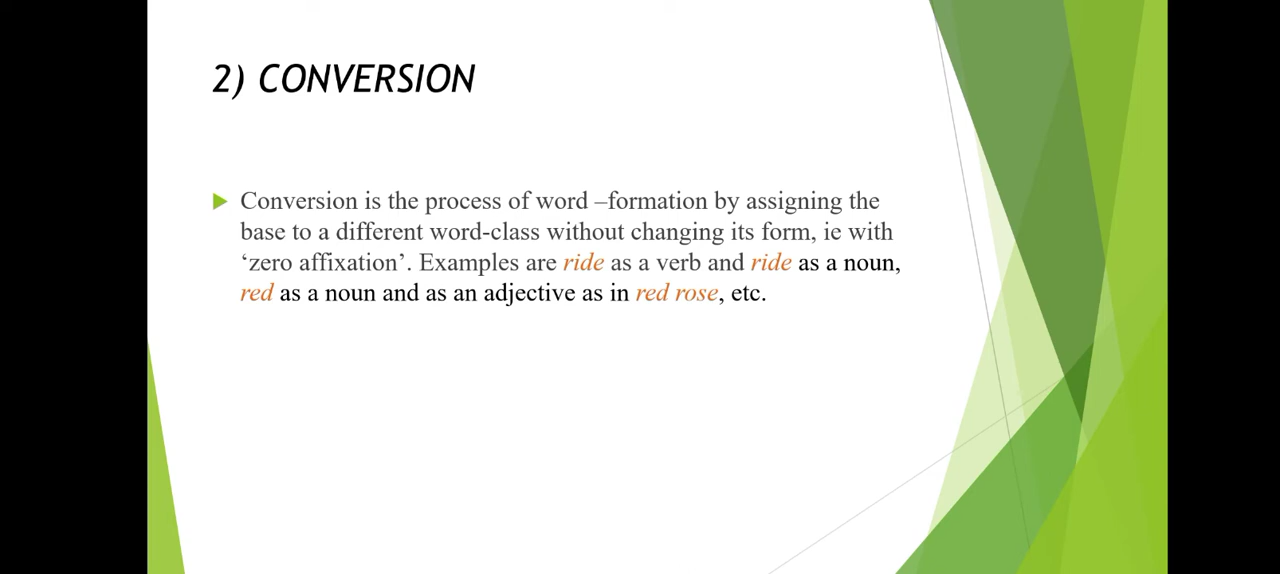 2) CONVERSION
Conversion is the process of word –formation by assigning the
base to a different word-class without changing its form, ie with
‘zero affixation’. Examples are ride as a verb and ride as a noun,
red as a noun and as an adjective as in red rose, etc.